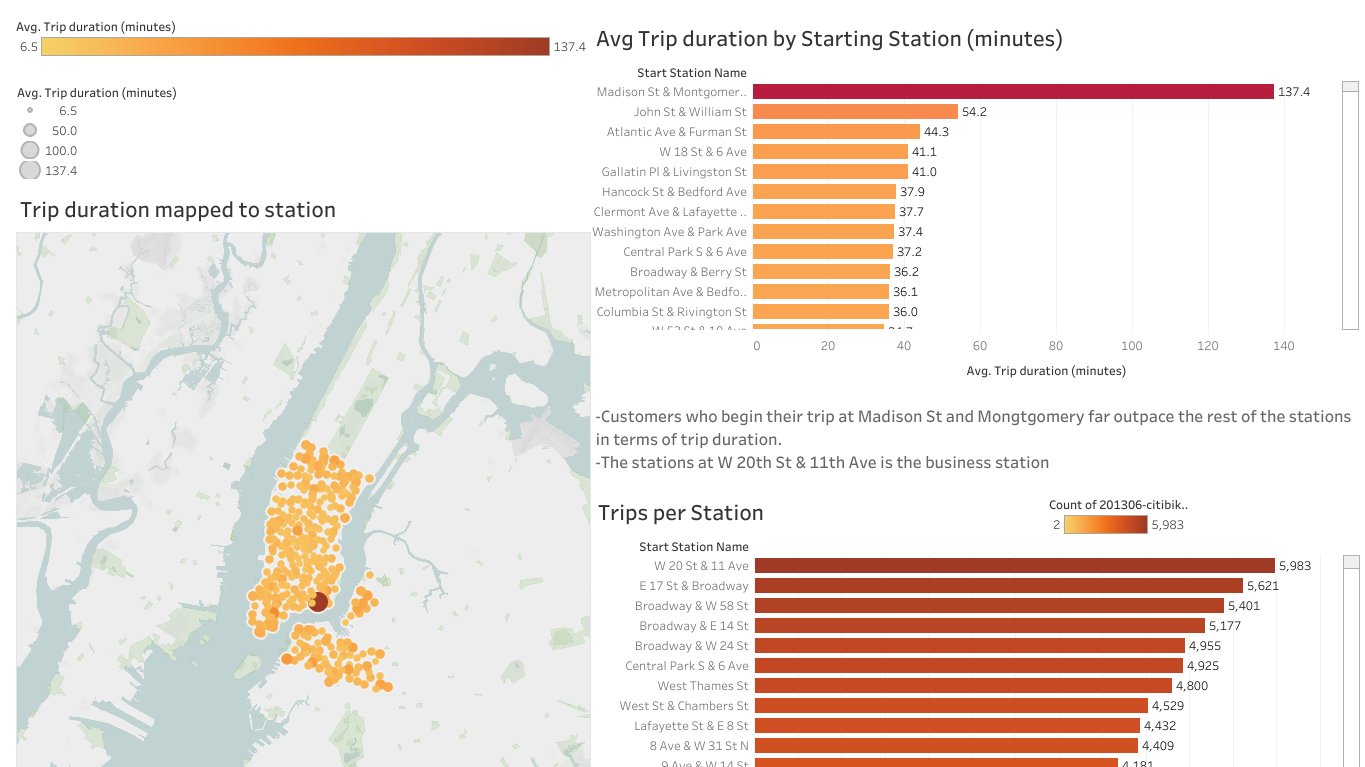 Avg. Trip duration (minutes)
6.5
137.4
Avg. Trip duration (minutes)
6.5
50.0
100.0
137.4
Trip duration mapped to station
Avg Trip duration by Starting Station (minutes)
Start Station Name
Madison St & Montgomer.. 137.4
John St & William St 54.2
Atlantic Ave & Furman St 44.3
W 18 St & 6 Ave 41.1
Gallatin Pl & Livingston St 41.0
Hancock St & Bedford Ave 37.9
Clermont Ave & Lafayette .. 37.7
Washington Ave & Park Ave 37.4
Central Park S & 6 Ave 37.2
Broadway & Berry St 36.2
Metropolitan Ave & Bedfo.. 36.1
Columbia St & Rivington St 36.0
0 20 40 60 80 100 120 140
Avg. Trip duration (minutes)
-Customers who begin their trip at Madison St and Mongtgomery far outpace the rest of the stations
in terms of trip duration.
-The stations at W 20th St & 11th Ave is the business station
Trips per Station
Count of 201306-citibik..
2
5,983
Start Station Name
W 20 St & 11 Ave 5,983
E 17 St & Broadway 5,621
Broadway & W 58 St 5,401
Broadway & E 14 St 5,177
Broadway & W 24 St 4,955
Central Park S & 6 Ave 4,925
West Thames St 4,800
West St & Chambers St 4,529
Lafayette St & E 8 St 4,432
8 Ave & W 31 St N 4,409
9 Ave & W 14 St 4,181